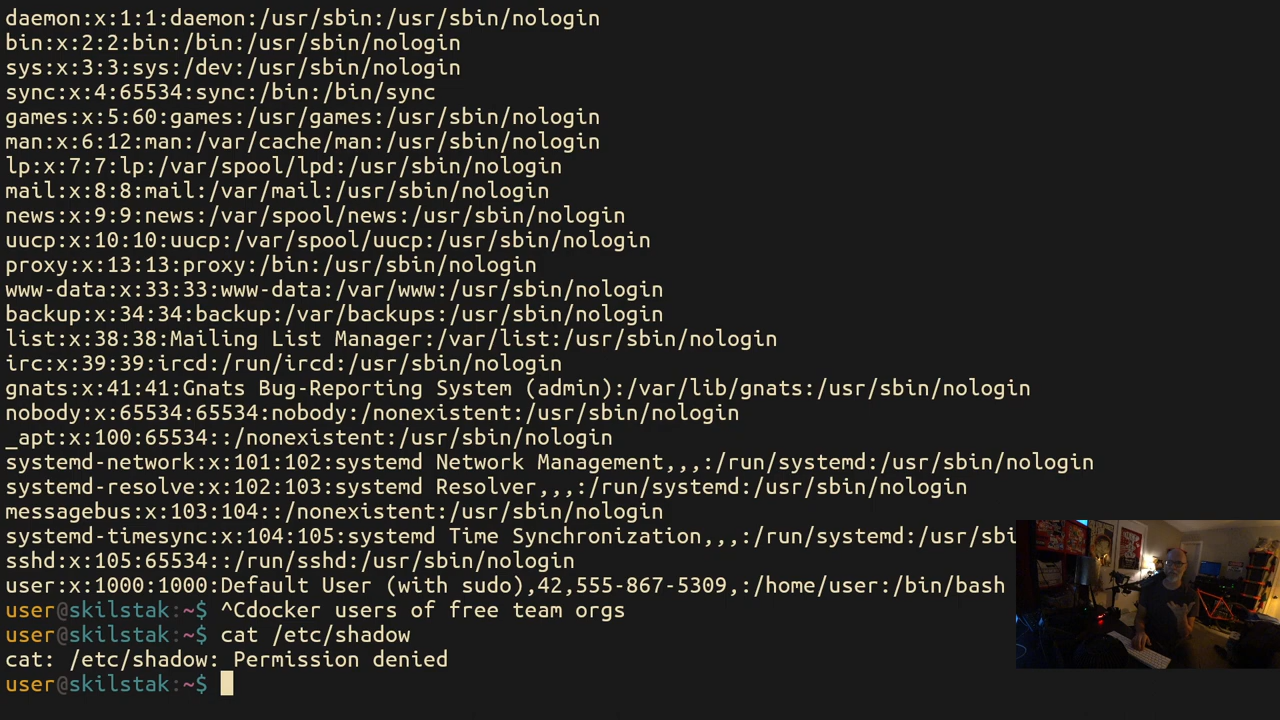 daemon:x:1:1:daemon:/usr/sbin:/usr/sbin/nologin
bin:x:2:2:bin:/bin:/usr/sbin/nologin
sys:x:3:3:sys:/dev:/usr/sbin/nologin
sync:x:4:65534:sync:/bin:/bin/sync
games:x:5:60:games:/usr/games:/usr/sbin/nologin
man:x:6:12:man:/var/cache/man:/usr/sbin/nologin
lp:x:7:7:lp:/var/spool/lpd:/usr/sbin/nologin
mail:x:8:8:mail:/var/mail:/usr/sbin/nologin
news:x:9:9:news:/var/spool/news:/usr/sbin/nologin
uucp:x:10:10:uucp:/var/spool/uucp:/usr/sbin/nologin
proxy:x:13:13:proxy:/bin:/usr/sbin/nologin
www-data:x:33:33:www-data:/var/www:/usr/sbin/nologin
backup:x:34:34:backup:/var/backups:/usr/sbin/nologin
list:x:38:38:Mailing List Manager:/var/list:/usr/sbin/nologin
irc:x:39:39:ircd:/run/ircd:/usr/sbin/nologin
gnats:x:41:41:Gnats Bug-Reporting System (admin):/var/lib/gnats:/usr/sbin/nologin
nobody:x:65534:65534:nobody:/nonexistent:/usr/sbin/nologin
_apt:x:100:65534::/nonexistent:/usr/sbin/nologin
systemd-network:x:101:102:systemd Network Management,,,:/run/systemd:/usr/sbin/nologin
systemd-resolve:x:102:103:systemd Resolver,,,:/run/systemd:/usr/sbin/nologin
messagebus:x:103:104::/nonexistent:/usr/sbin/nologin
systemd-timesync:x:104:105:systemd Time Synchronization,,,:/run/systemd:/usr/sbi
sshd:x:105:65534::/run/sshd:/usr/sbin/nologin
user:x:1000:1000:Default User (with sudo),42,555-867-5309,:/home/user:/bin/bash
user@skilstak:~$ ^Cdocker users of free team orgs
user@skilstak:~$ cat /etc/shadow
cat: /etc/shadow: Permission denied
user@skilstak:~$